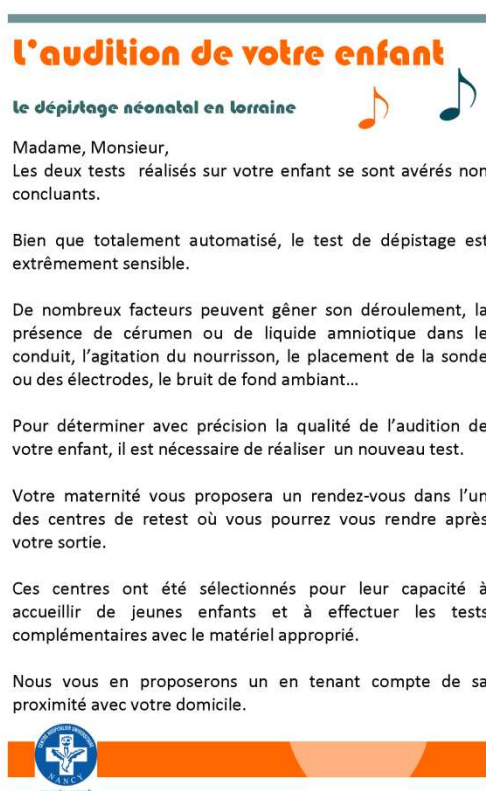 L'audition de votre enfant
Le dépistage néonatal en Lorraine
Madame, Monsieur,
Les deux tests réalisés sur votre enfant se sont avérés non
concluants.
Bien que totalement automatisé, le test de dépistage est
extrêmement sensible.
De nombreux facteurs peuvent gêner son déroulement, la
présence de cérumen ou de liquide amniotique dans le
conduit, l'agitation du nourrisson, le placement de la sonde
ou des électrodes, le bruit de fond ambiant...
Pour déterminer avec précision la qualité de l'audition de
votre enfant, il est nécessaire de réaliser un nouveau test.
Votre maternité vous proposera un rendez-vous dans l'un
des centres de retest où vous pourrez vous rendre après
votre sortie.
Ces centres ont été sélectionnés pour leur capacité à
accueillir de jeunes enfants et à effectuer les tests
complémentaires avec le matériel approprié.
Nous vous en proposerons un en tenant compte de sa
proximité avec votre domicile.
CENTRE HOSPITALIER UNIVERSITAIRE
NANCY